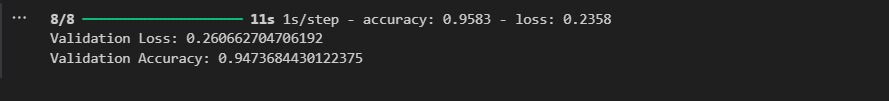 8/8 ━━━━━━━━━━━━━━━━━━━━ 11s 1s/step - accuracy: 0.9583 - loss: 0.2358
Validation Loss: 0.260662704706192
Validation Accuracy: 0.9473684430122375